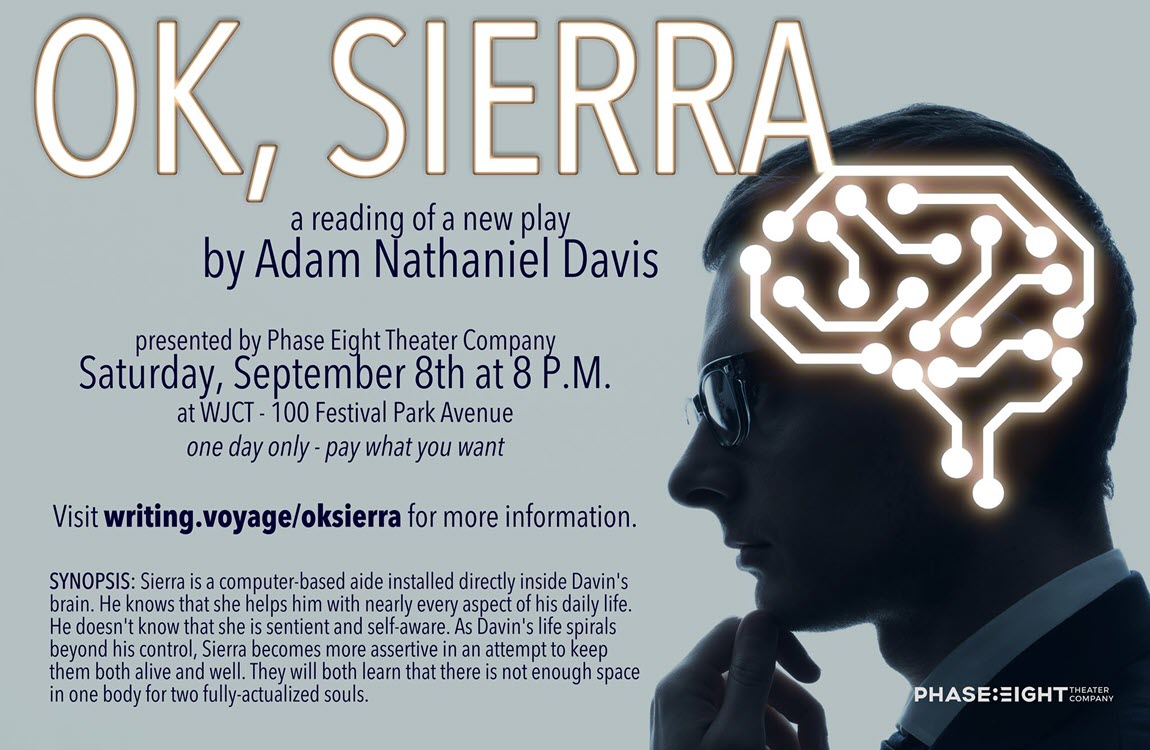 OK, SIERRA
a reading of a new play
by Adam Nathaniel Davis
presented by Phase Eight Theater Company
Saturday, September 8th at 8 P.M.
at WJCT - 100 Festival Park Avenue
one day only - pay what you want
Visit writing.voyage/oksierra for more information.
SYNOPSIS: Sierra is a computer-based aide installed directly inside Davin's
brain. He knows that she helps him with nearly every aspect of his daily life.
He doesn't know that she is sentient and self-aware. As Davin's life spirals
beyond his control, Sierra becomes more assertive in an attempt to keep
them both alive and well. They will both learn that there is not enough space
in one body for two fully-actualized souls.
PHASE:EIGHT THEATER
COMPANY